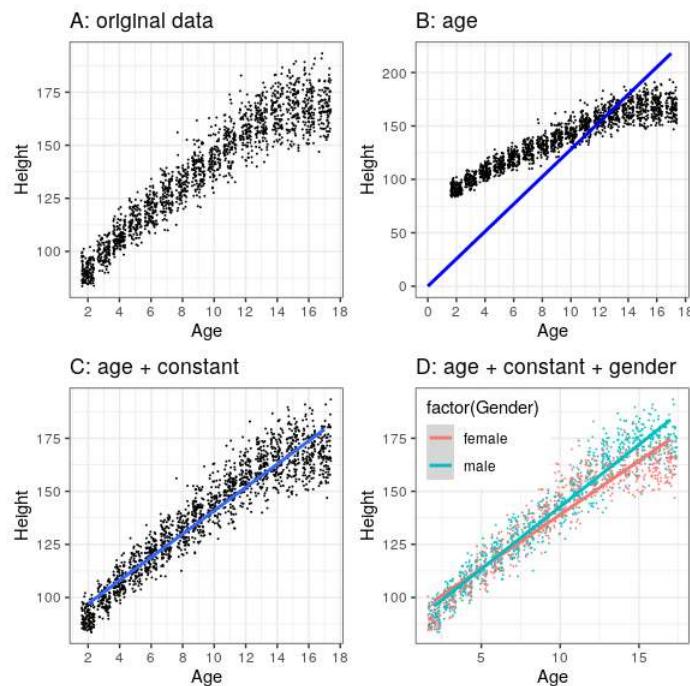 A: original data
175
150
125
100
Height
2 4 6 8 10 12 14 16 18
Age
B: age
200
150
100
50
0
Height
0 2 4 6 8 10 12 14 16 18
Age
C: age + constant
175
150
125
100
Height
2 4 6 8 10 12 14 16 18
Age
D: age + constant + gender
factor(Gender)
female
male
175
150
125
100
Height
5 10 15
Age